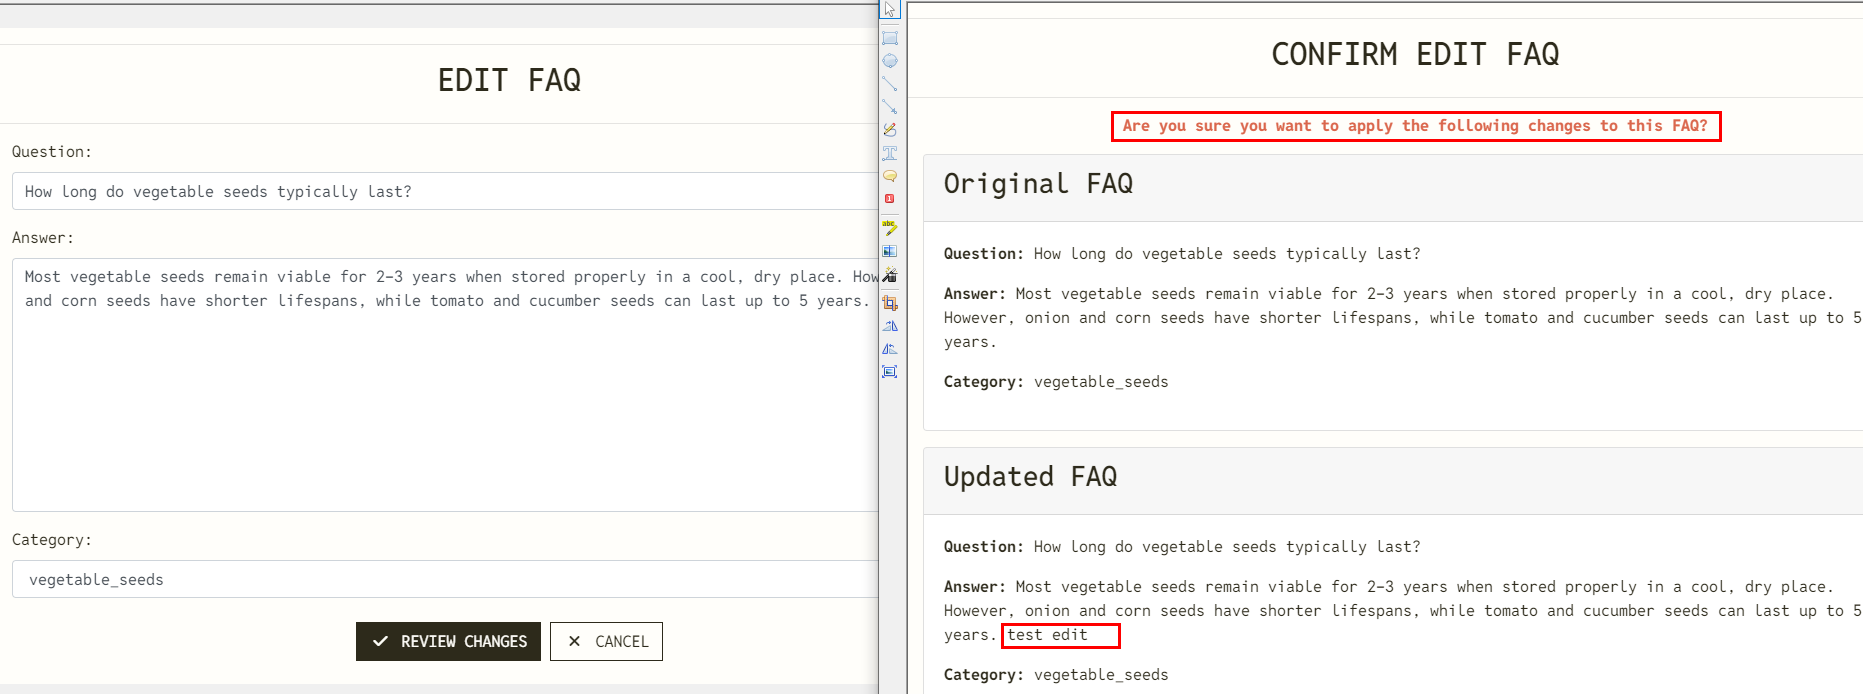 EDIT FAQ
Question:
How long do vegetable seeds typically last?
Answer:
Most vegetable seeds remain viable for 2-3 years when stored properly in a cool, dry place. How
and corn seeds have shorter lifespans, while tomato and cucumber seeds can last up to 5 years.
Category:
vegetable_seeds
REVIEW CHANGES
CANCEL
abc
1
CONFIRM EDIT FAQ
Are you sure you want to apply the following changes to this FAQ?
Original FAQ
Question: How long do vegetable seeds typically last?
Answer: Most vegetable seeds remain viable for 2-3 years when stored properly in a cool, dry place.
However, onion and corn seeds have shorter lifespans, while tomato and cucumber seeds can last up to 5
years.
Category: vegetable_seeds
Updated FAQ
Question: How long do vegetable seeds typically last?
Answer: Most vegetable seeds remain viable for 2-3 years when stored properly in a cool, dry place.
However, onion and corn seeds have shorter lifespans, while tomato and cucumber seeds can last up to 5
years. test edit
Category: vegetable_seeds